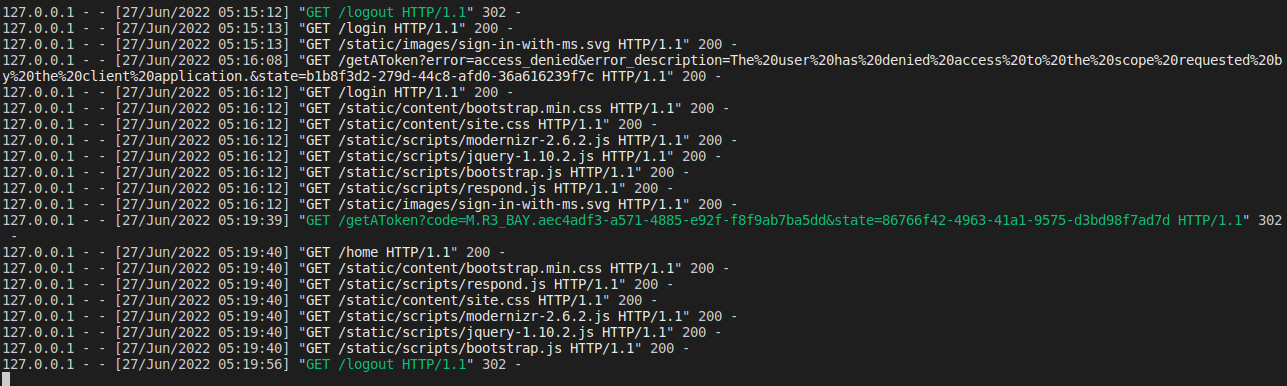 127.0.0.1 - - [27/Jun/2022 05:15:12] "GET /logout HTTP/1.1" 302 -
127.0.0.1 - - [27/Jun/2022 05:15:13] "GET /login HTTP/1.1" 200 -
127.0.0.1 - - [27/Jun/2022 05:15:13] "GET /static/images/sign-in-with-ms.svg HTTP/1.1" 200 -
127.0.0.1 - - [27/Jun/2022 05:16:08] "GET /getAToken?error=access_denied&error_description=The%20user%20has%20denied%20access%20to%20the%20scope%20requested%20b
y%20the%20client%20application.&state=b1b8f3d2-279d-44c8-afd0-36a616239f7c HTTP/1.1" 200 -
127.0.0.1 - - [27/Jun/2022 05:16:12] "GET /login HTTP/1.1" 200 -
127.0.0.1 - - [27/Jun/2022 05:16:12] "GET /static/content/bootstrap.min.css HTTP/1.1" 200 -
127.0.0.1 - - [27/Jun/2022 05:16:12] "GET /static/content/site.css HTTP/1.1" 200 -
127.0.0.1 - - [27/Jun/2022 05:16:12] "GET /static/scripts/modernizr-2.6.2.js HTTP/1.1" 200 -
127.0.0.1 - - [27/Jun/2022 05:16:12] "GET /static/scripts/jquery-1.10.2.js HTTP/1.1" 200 -
127.0.0.1 - - [27/Jun/2022 05:16:12] "GET /static/scripts/bootstrap.js HTTP/1.1" 200 -
127.0.0.1 - - [27/Jun/2022 05:16:12] "GET /static/scripts/respond.js HTTP/1.1" 200 -
127.0.0.1 - - [27/Jun/2022 05:16:12] "GET /static/images/sign-in-with-ms.svg HTTP/1.1" 200 -
127.0.0.1 - - [27/Jun/2022 05:19:39] "GET /getAToken?code=M.R3_BAY.aec4adf3-a571-4885-e92f-f8f9ab7ba5dd&state=86766f42-4963-41a1-9575-d3bd98f7ad7d HTTP/1.1" 302
-
127.0.0.1 - - [27/Jun/2022 05:19:40] "GET /home HTTP/1.1" 200 -
127.0.0.1 - - [27/Jun/2022 05:19:40] "GET /static/content/bootstrap.min.css HTTP/1.1" 200 -
127.0.0.1 - - [27/Jun/2022 05:19:40] "GET /static/scripts/respond.js HTTP/1.1" 200 -
127.0.0.1 - - [27/Jun/2022 05:19:40] "GET /static/content/site.css HTTP/1.1" 200 -
127.0.0.1 - - [27/Jun/2022 05:19:40] "GET /static/scripts/modernizr-2.6.2.js HTTP/1.1" 200 -
127.0.0.1 - - [27/Jun/2022 05:19:40] "GET /static/scripts/jquery-1.10.2.js HTTP/1.1" 200 -
127.0.0.1 - - [27/Jun/2022 05:19:40] "GET /static/scripts/bootstrap.js HTTP/1.1" 200 -
127.0.0.1 - - [27/Jun/2022 05:19:56] "GET /logout HTTP/1.1" 302 -